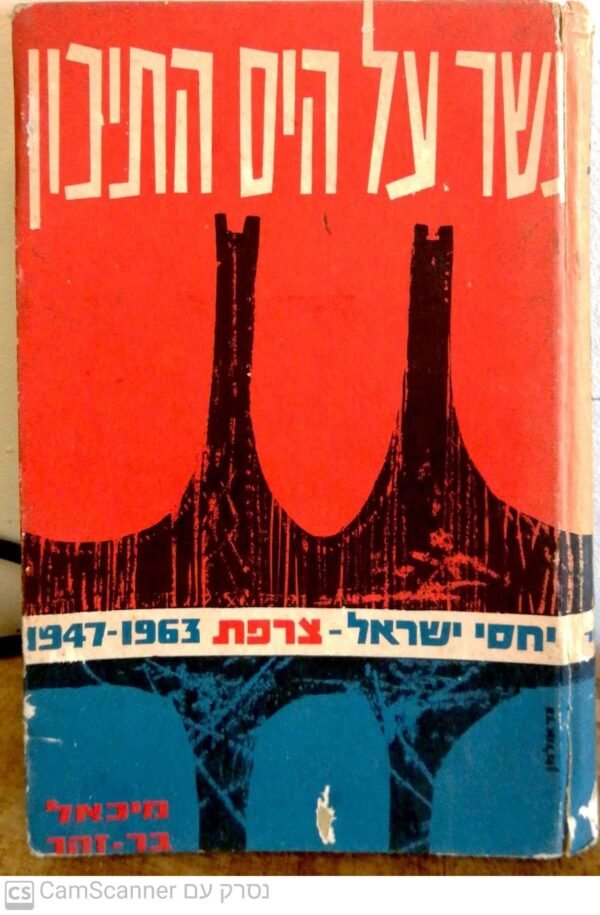 גשר על הים התיכון
יחסי ישראל - צרפת 1947-1963
מיכאל
בר-זהר
CS CamScanner נסרק עם